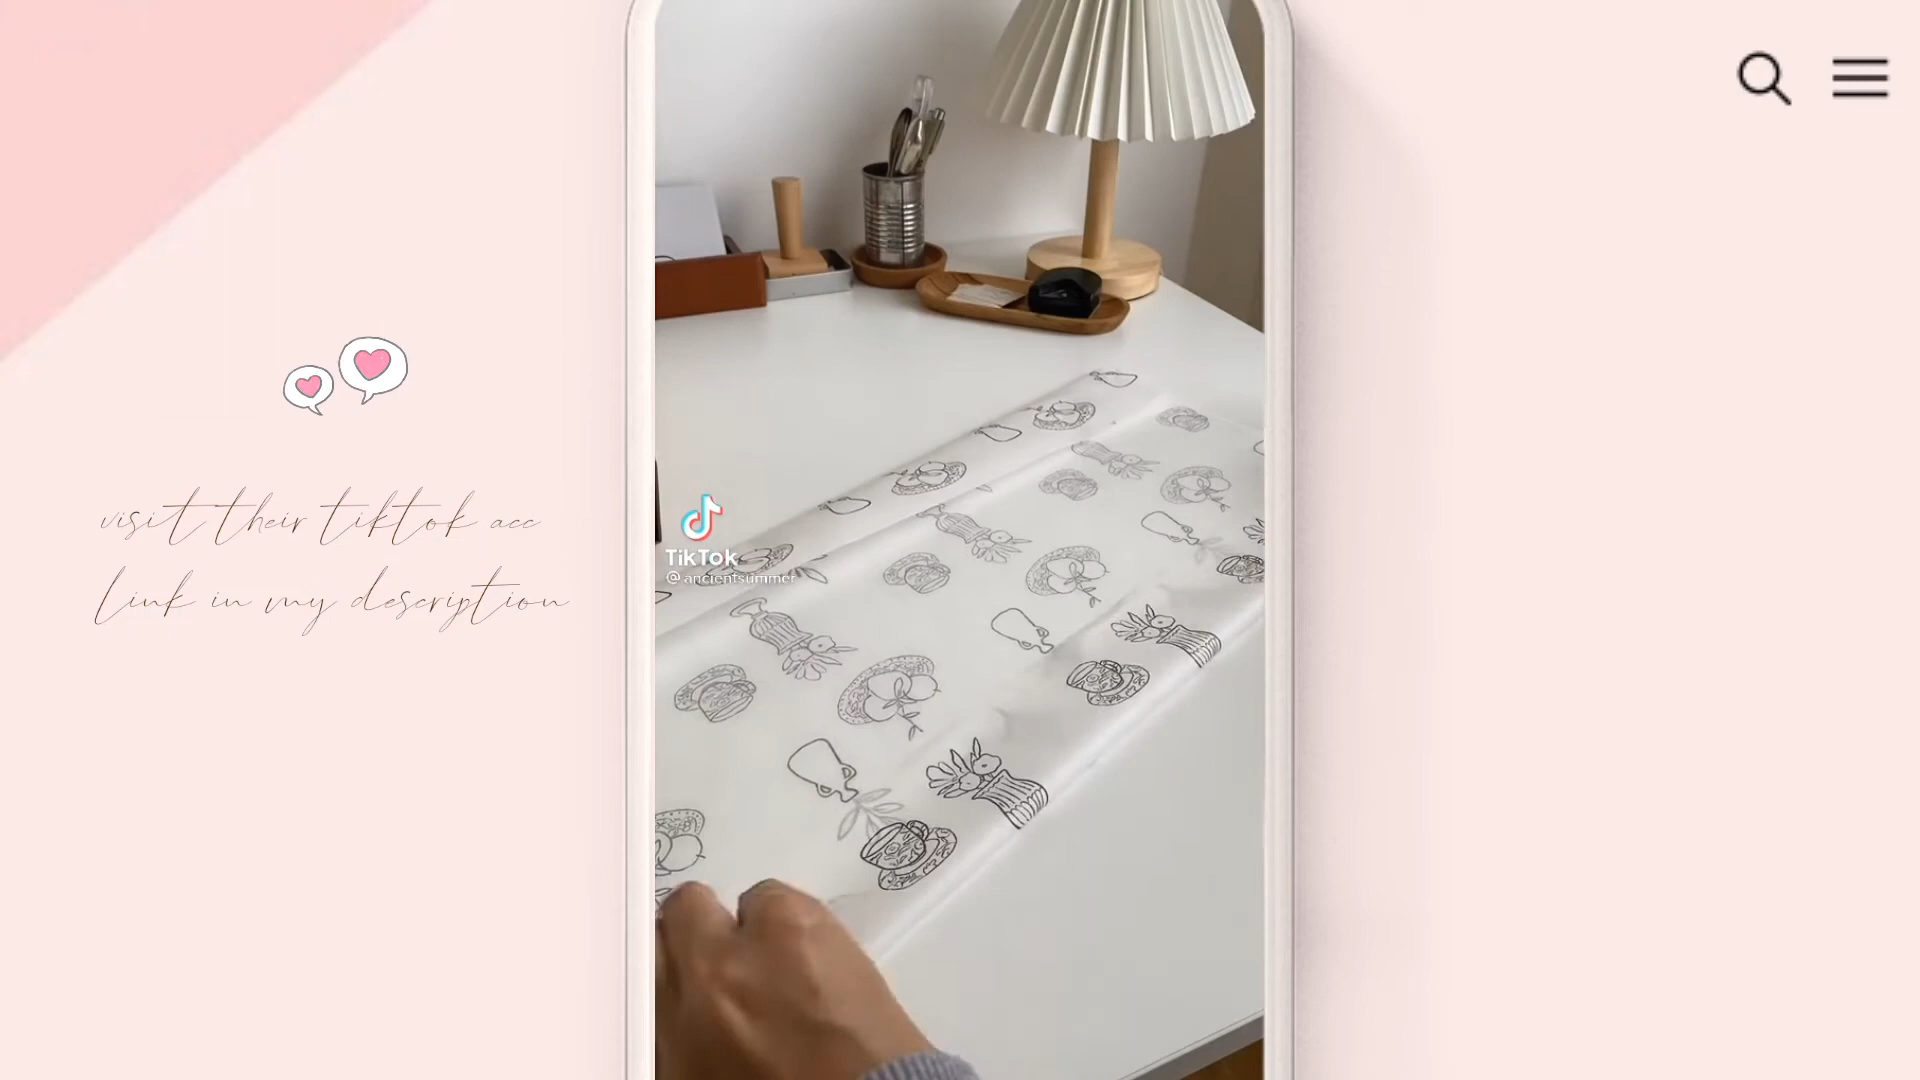 visit their tiktok acc
link in my description
TikTok
@ancientsummer